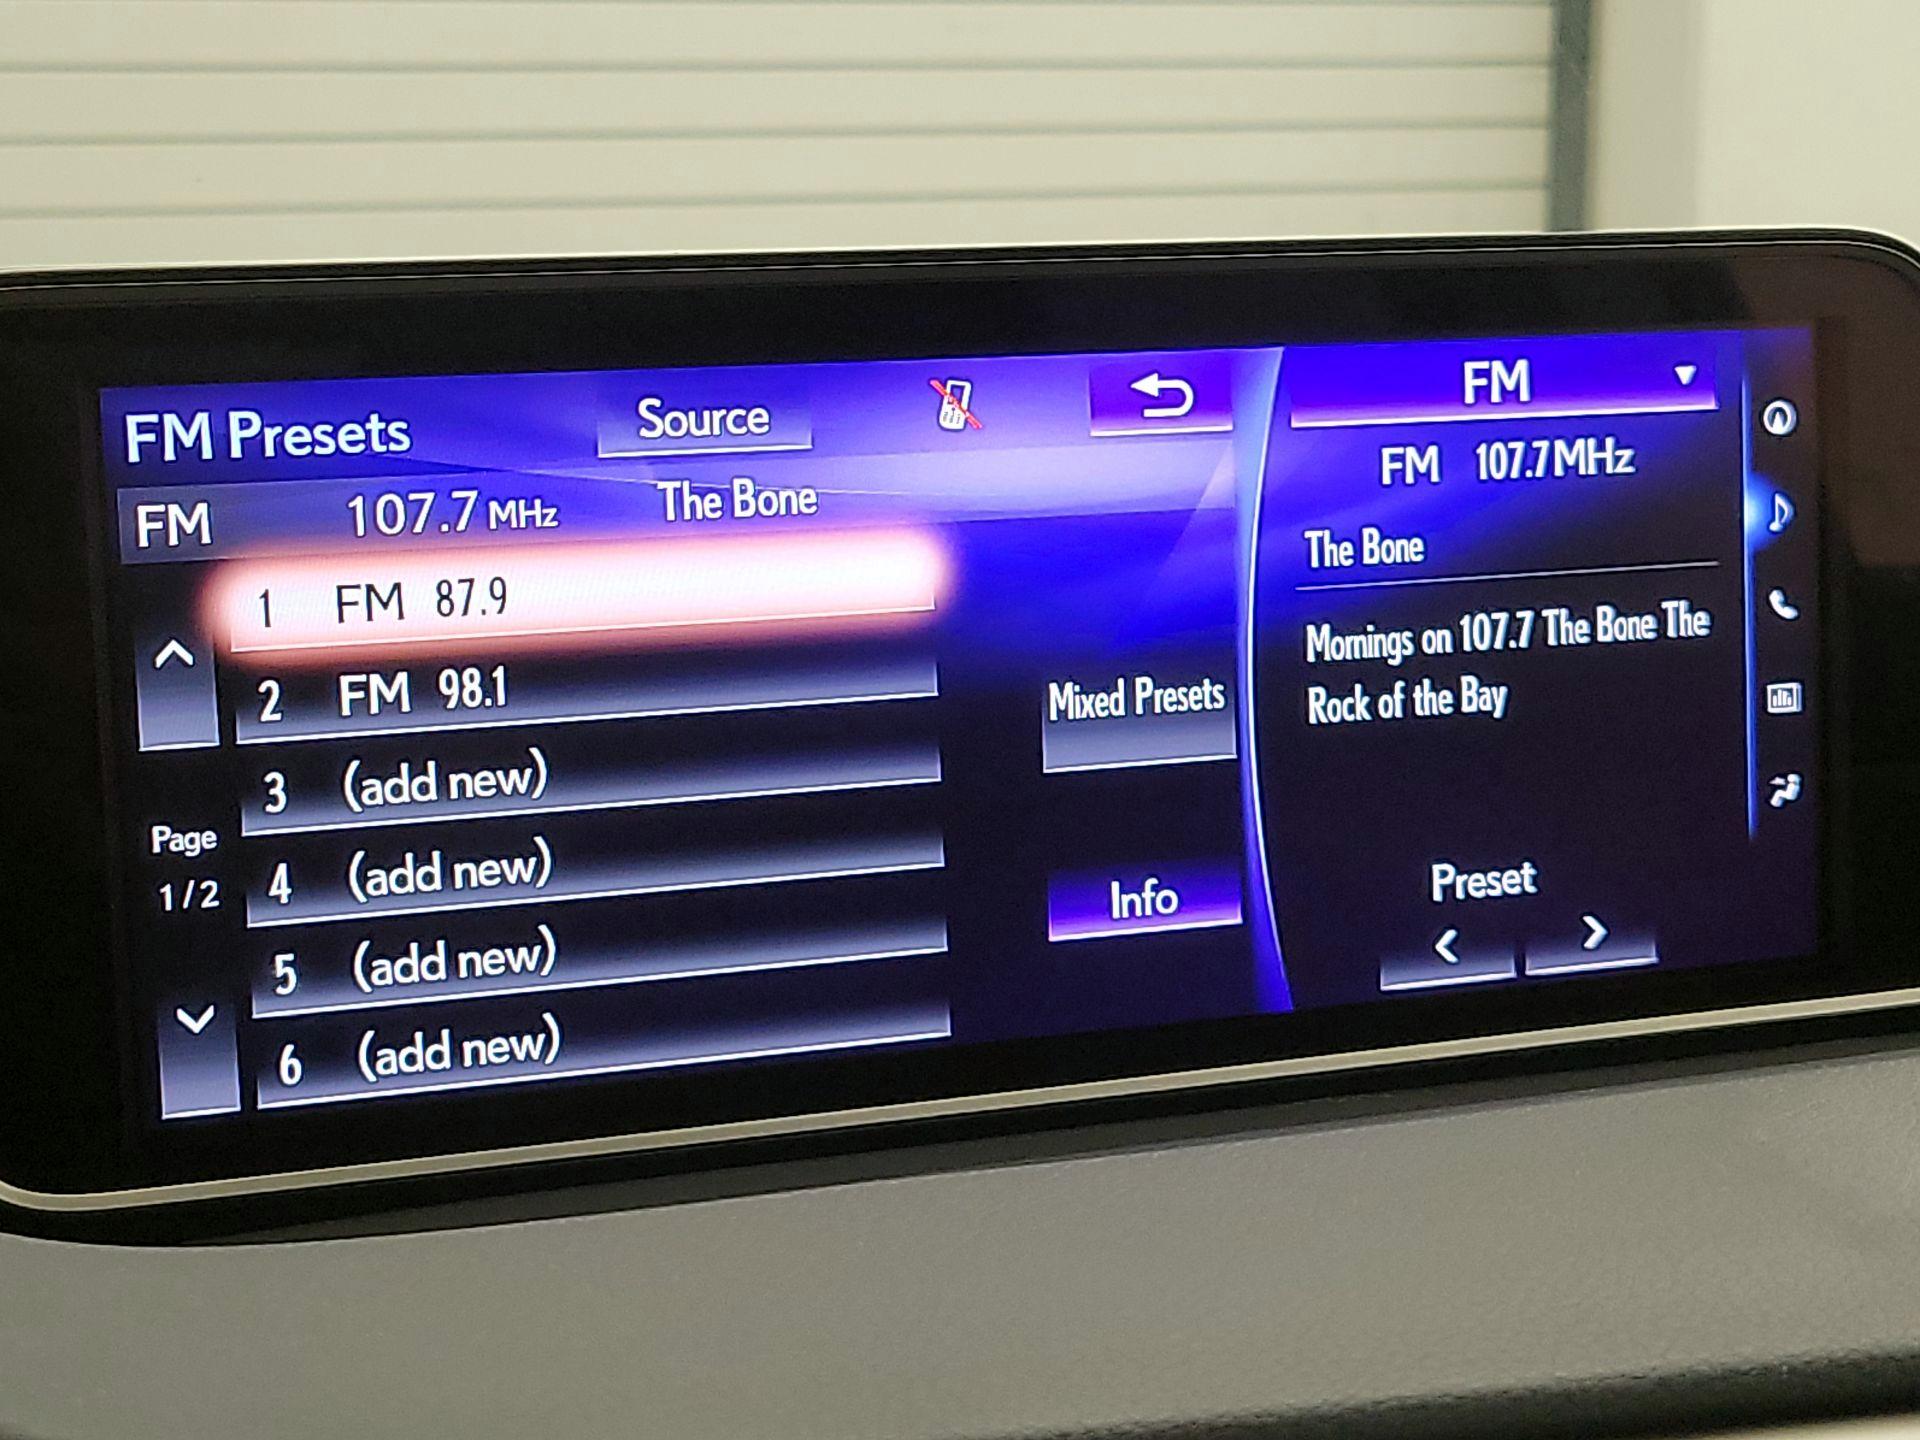 FM Presets
Source
FM 107.7 MHz The Bone
1 FM 87.9
2 FM 98.1
3 (add new)
4 (add new)
5 (add new)
6 (add new)
Page
1/2
Mixed Presets
Info
FM
FM 107.7MHz
The Bone
Mornings on 107.7 The Bone The
Rock of the Bay
Preset